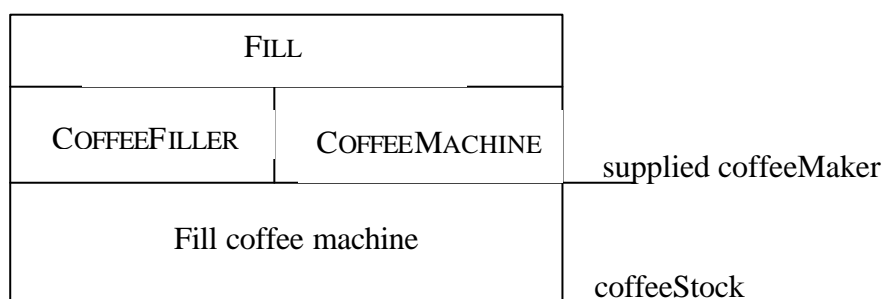 FILL
COFFEEFILLER
COFFEEMACHINE
supplied coffeeMaker
Fill coffee machine
coffeeStock